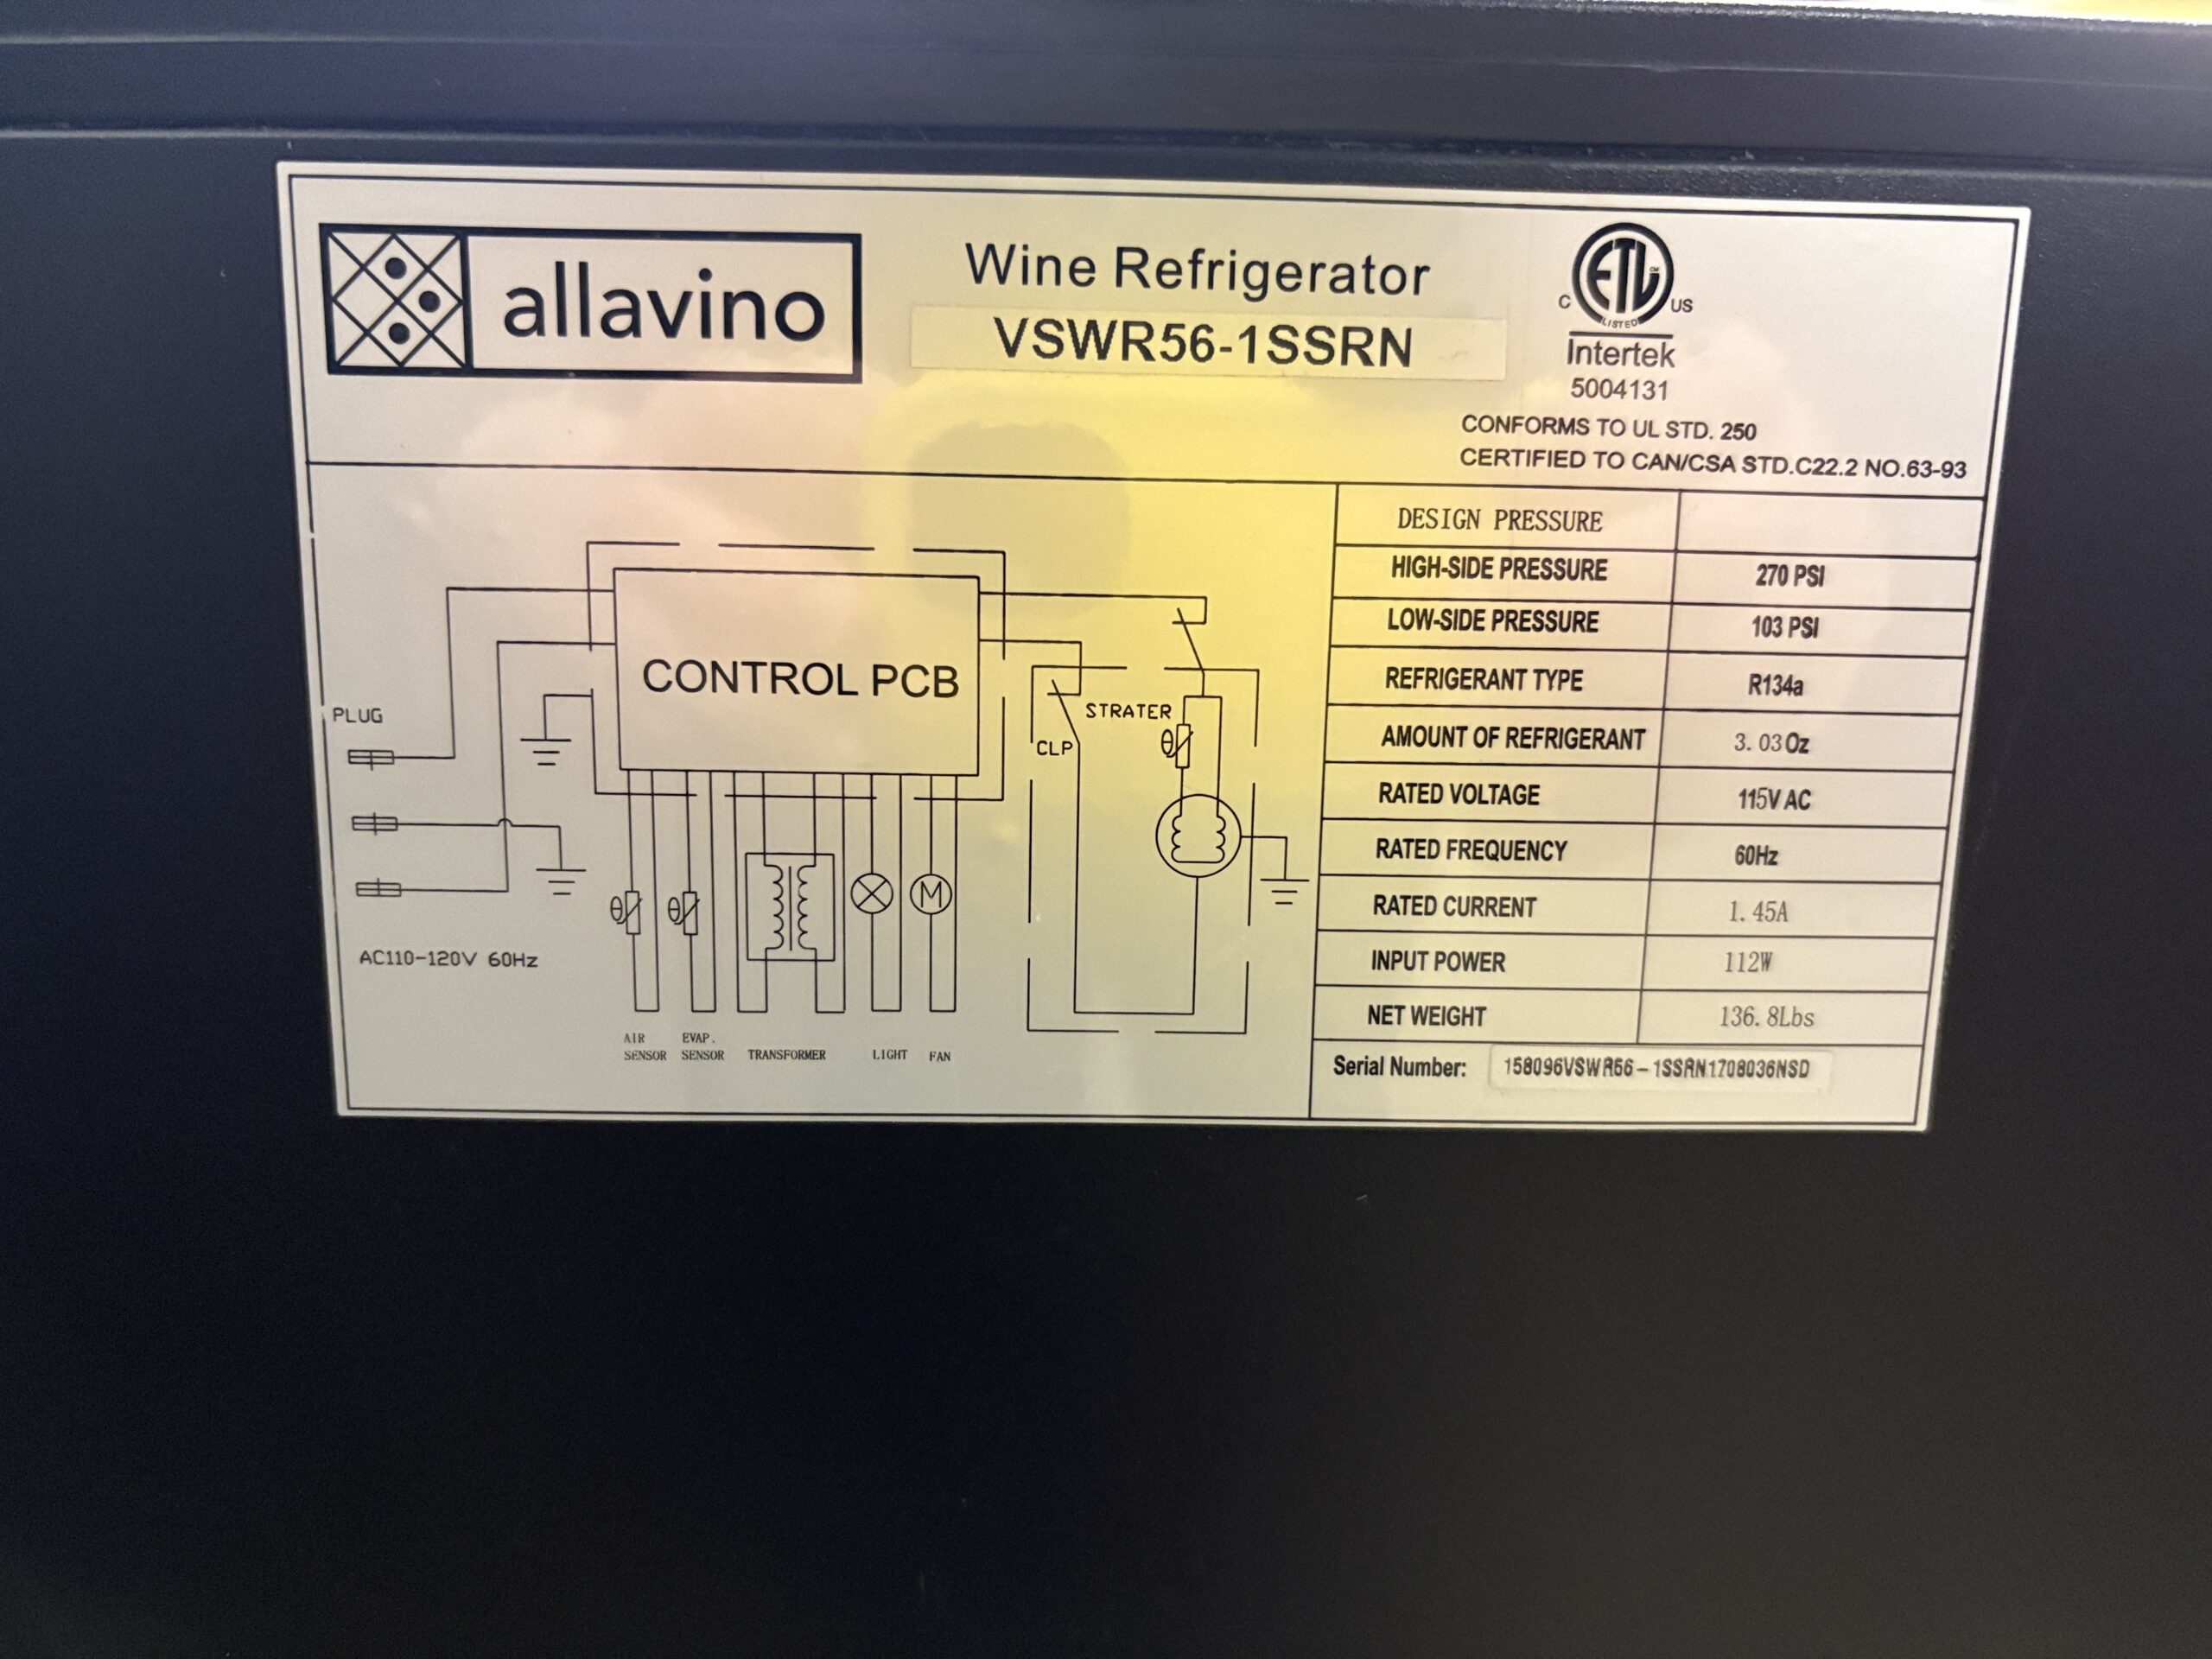 allavino
Wine Refrigerator
VSWR56-1SSRN
ETL
CM
C
US
LISTED
Intertek
5004131
CONFORMS TO UL STD. 250
CERTIFIED TO CAN/CSA STD.C22.2 NO.63-93
CONTROL PCB
PLUG
STRATER
θ
CLP
θ
θ
M
AC110-120V 60Hz
AIR SENSOR
EVAP. SENSOR
TRANSFORMER
LIGHT
FAN
DESIGN PRESSURE
HIGH-SIDE PRESSURE 270 PSI
LOW-SIDE PRESSURE 103 PSI
REFRIGERANT TYPE R134a
AMOUNT OF REFRIGERANT 3.03Oz
RATED VOLTAGE 115V AC
RATED FREQUENCY 60Hz
RATED CURRENT 1.45A
INPUT POWER 112W
NET WEIGHT 136.8Lbs
Serial Number: 158096VSWR56-1SSRN1708036NSD